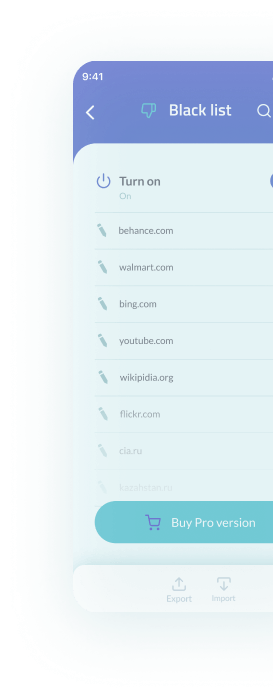 9:41
Black list
Turn on
On
behance.com
walmart.com
bing.com
youtube.com
wikipidia.org
flickr.com
cia.ru
kazahstan.ru
Buy Pro version
Export Import